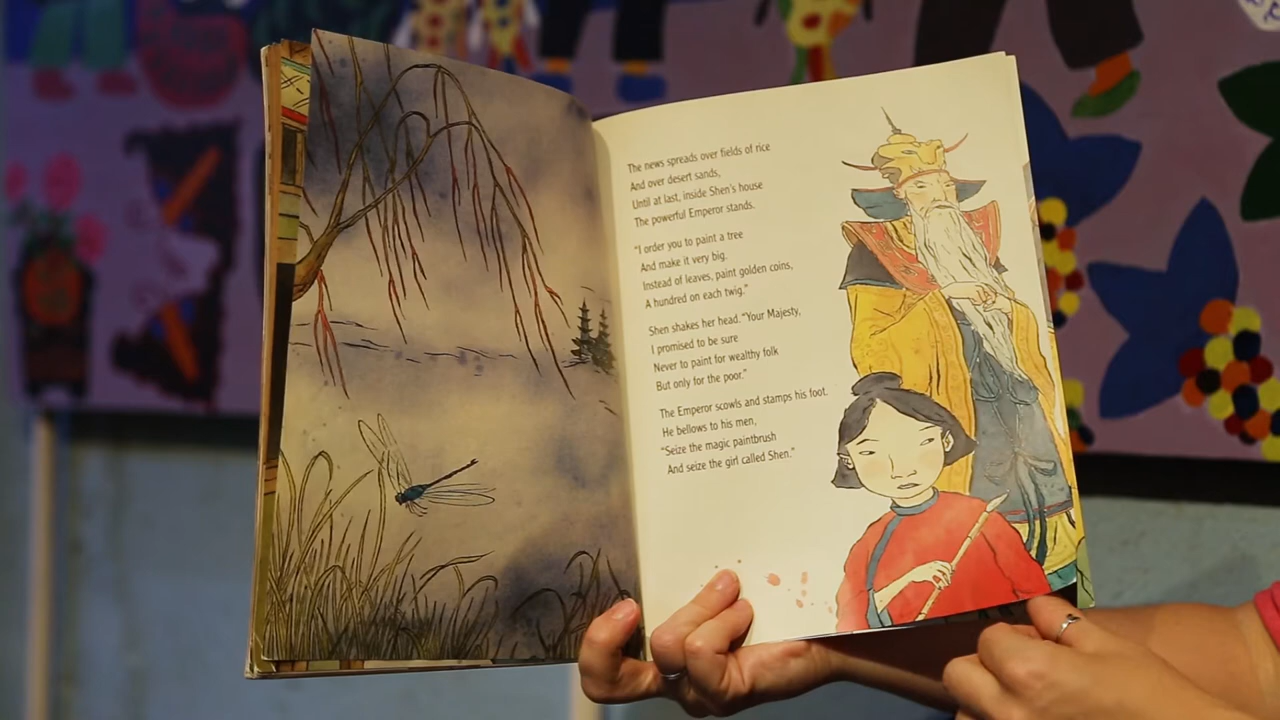 The news spreads over fields of rice
And over desert sands,
Until at last, inside Shen's house
The powerful Emperor stands.
"I order you to paint a tree
And make it very big.
Instead of leaves, paint golden coins,
A hundred on each twig."
Shen shakes her head. "Your Majesty,
I promised to be sure
Never to paint for wealthy folk
But only for the poor."
The Emperor scowls and stamps his foot.
He bellows to his men,
"Seize the magic paintbrush
And seize the girl called Shen."